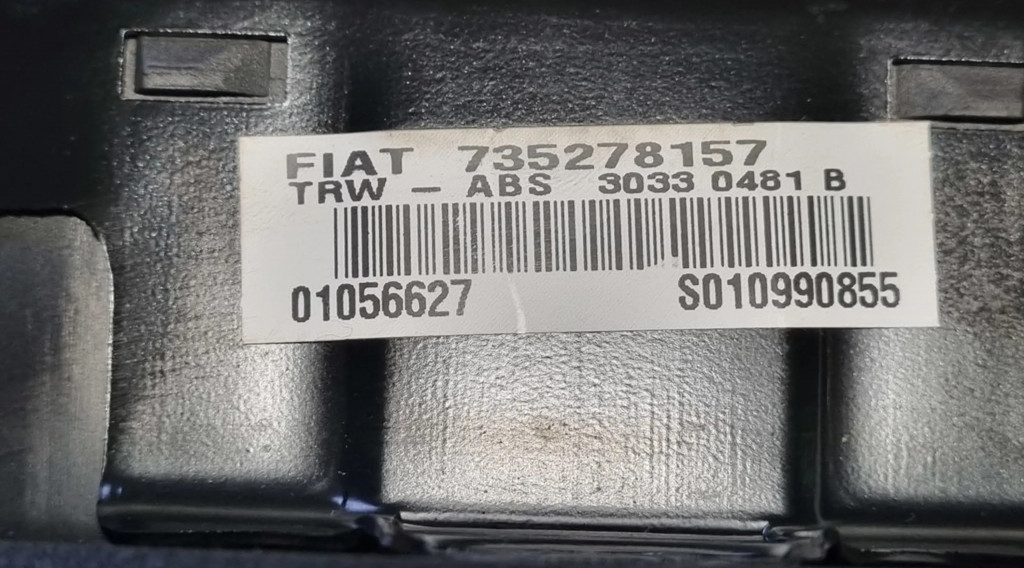 FIAT 735278157
TRW - ABS 3033 0481 B
01056627 S010990855